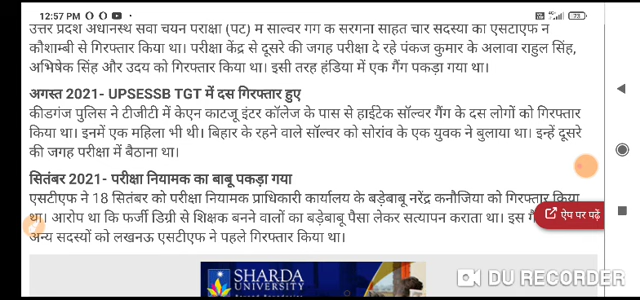 12:57 PM
73
उत्तर प्रदेश अधीनस्थ सेवा चयन परीक्षा (पेट) में सॉल्वर गैंग के सरगना सहित चार सदस्यों को एसटीएफ ने
कौशाम्बी से गिरफ्तार किया था। परीक्षा केंद्र से दूसरे की जगह परीक्षा दे रहे पंकज कुमार के अलावा राहुल सिंह,
अभिषेक सिंह और उदय को गिरफ्तार किया था। इसी तरह हंडिया में एक गैंग पकड़ा गया था।
अगस्त 2021- UPSESSB TGT में दस गिरफ्तार हुए
कीडगंज पुलिस ने टीजीटी में केएन काटजू इंटर कॉलेज के पास से हाईटेक सॉल्वर गैंग के दस लोगों को गिरफ्तार
किया था। इनमें एक महिला भी थी। बिहार के रहने वाले सॉल्वर को सोरांव के एक युवक ने बुलाया था। इन्हें दूसरे
की जगह परीक्षा में बैठाना था।
सितंबर 2021- परीक्षा नियामक का बाबू पकड़ा गया
एसटीएफ ने 18 सितंबर को परीक्षा नियामक प्राधिकारी कार्यालय के बड़ेबाबू नरेंद्र कनौजिया को गिरफ्तार किया
था। आरोप था कि फर्जी डिग्री से शिक्षक बनने वालों का बड़ेबाबू पैसा लेकर सत्यापन कराता था। इस
ऐप पर पढ़ें
अन्य सदस्यों को लखनऊ एसटीएफ ने पहले गिरफ्तार किया था।
SHARDA
UNIVERSITY
DU RECORDER